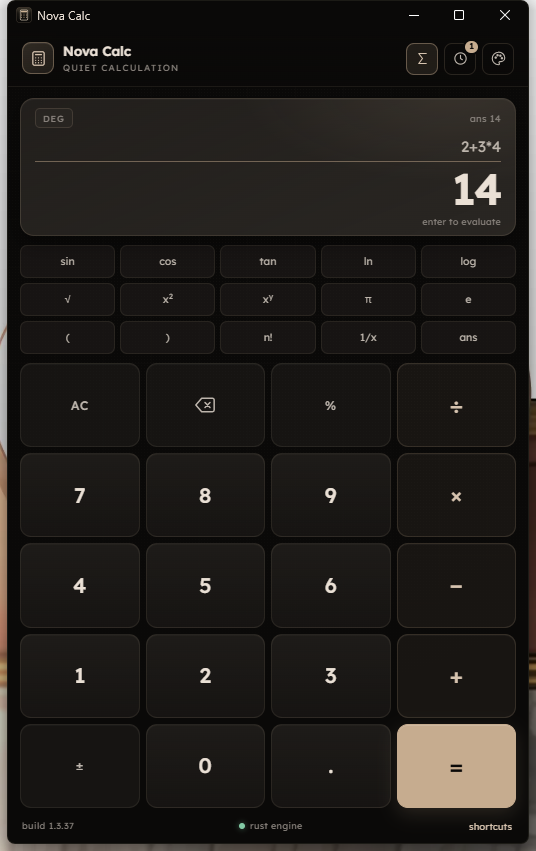 Nova Calc
Nova Calc
QUIET CALCULATION
1
DEG
ans 14
2+3*4
14
enter to evaluate
sin cos tan ln log
√ x² xʸ π e
( ) n! 1/x ans
AC % ÷
7 8 9 ×
4 5 6 −
1 2 3 +
± 0 . =
build 1.3.37 rust engine shortcuts